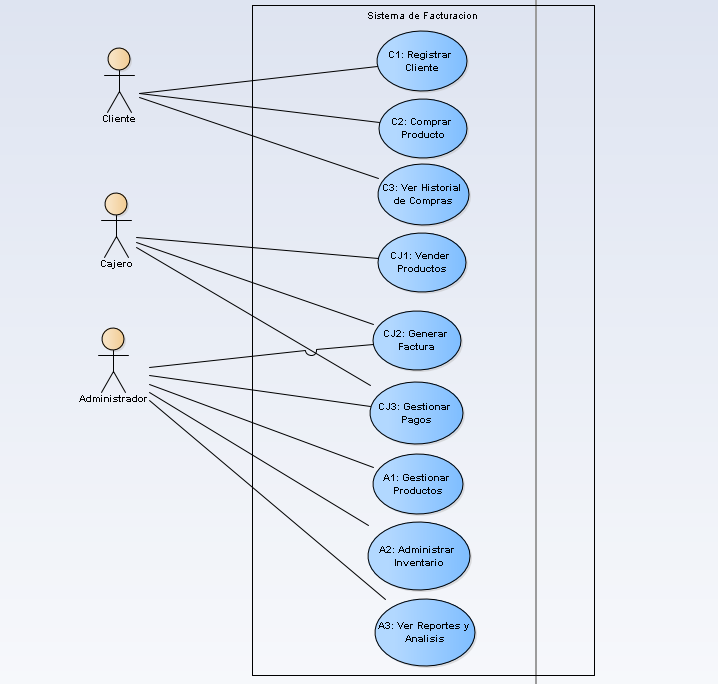 Sistema de Facturacion
C1: Registrar
Cliente
Cliente
C2: Comprar
Producto
C3: Ver Historial
de Compras
Cajero
CJ1: Vender
Productos
CJ2: Generar
Factura
Administrador
CJ3: Gestionar
Pagos
A1: Gestionar
Productos
A2: Administrar
Inventario
A3: Ver Reportes y
Analisis